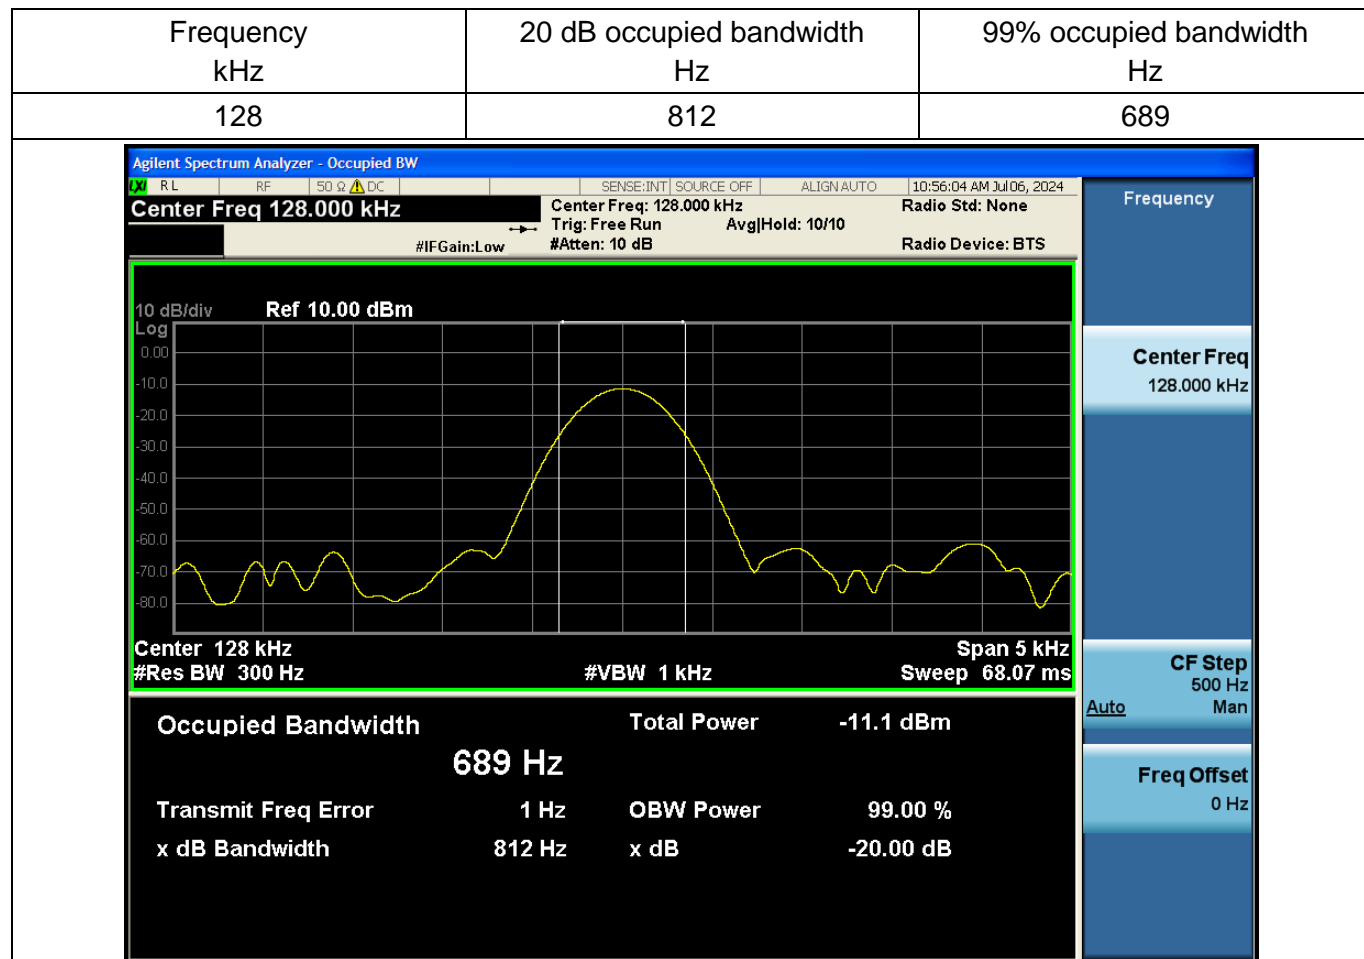 Frequency
kHz
20 dB occupied bandwidth
Hz
99% occupied bandwidth
Hz
128
812
689
Agilent Spectrum Analyzer - Occupied BW
LXI RL RF 50 Ω DC SENSE:INT SOURCE OFF ALIGN AUTO 10:56:04 AM Jul 06, 2024
Center Freq 128.000 kHz
Center Freq: 128.000 kHz
Radio Std: None
Trig: Free Run Avg|Hold: 10/10
#IFGain:Low #Atten: 10 dB Radio Device: BTS
10 dB/div Ref 10.00 dBm
Log
0.00
-10.0
-20.0
-30.0
-40.0
-50.0
-60.0
-70.0
-80.0
Center 128 kHz Span 5 kHz
#Res BW 300 Hz #VBW 1 kHz Sweep 68.07 ms
Occupied Bandwidth Total Power -11.1 dBm
689 Hz
Transmit Freq Error 1 Hz OBW Power 99.00 %
x dB Bandwidth 812 Hz x dB -20.00 dB
Frequency
Center Freq
128.000 kHz
CF Step
500 Hz
Auto Man
Freq Offset
0 Hz